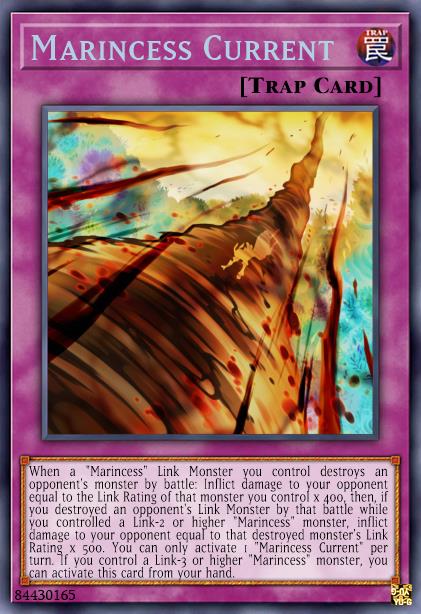 Marincess Current
TRAP
罠
[Trap Card]
When a "Marincess" Link Monster you control destroys an
opponent's monster by battle: Inflict damage to your opponent
equal to the Link Rating of that monster you control x 400, then, if
you destroyed an opponent's Link Monster by that battle while
you controlled a Link-2 or higher "Marincess" monster, inflict
damage to your opponent equal to that destroyed monster's Link
Rating x 500. You can only activate 1 "Marincess Current" per
turn. If you control a Link-3 or higher "Marincess" monster, you
can activate this card from your hand.
84430165